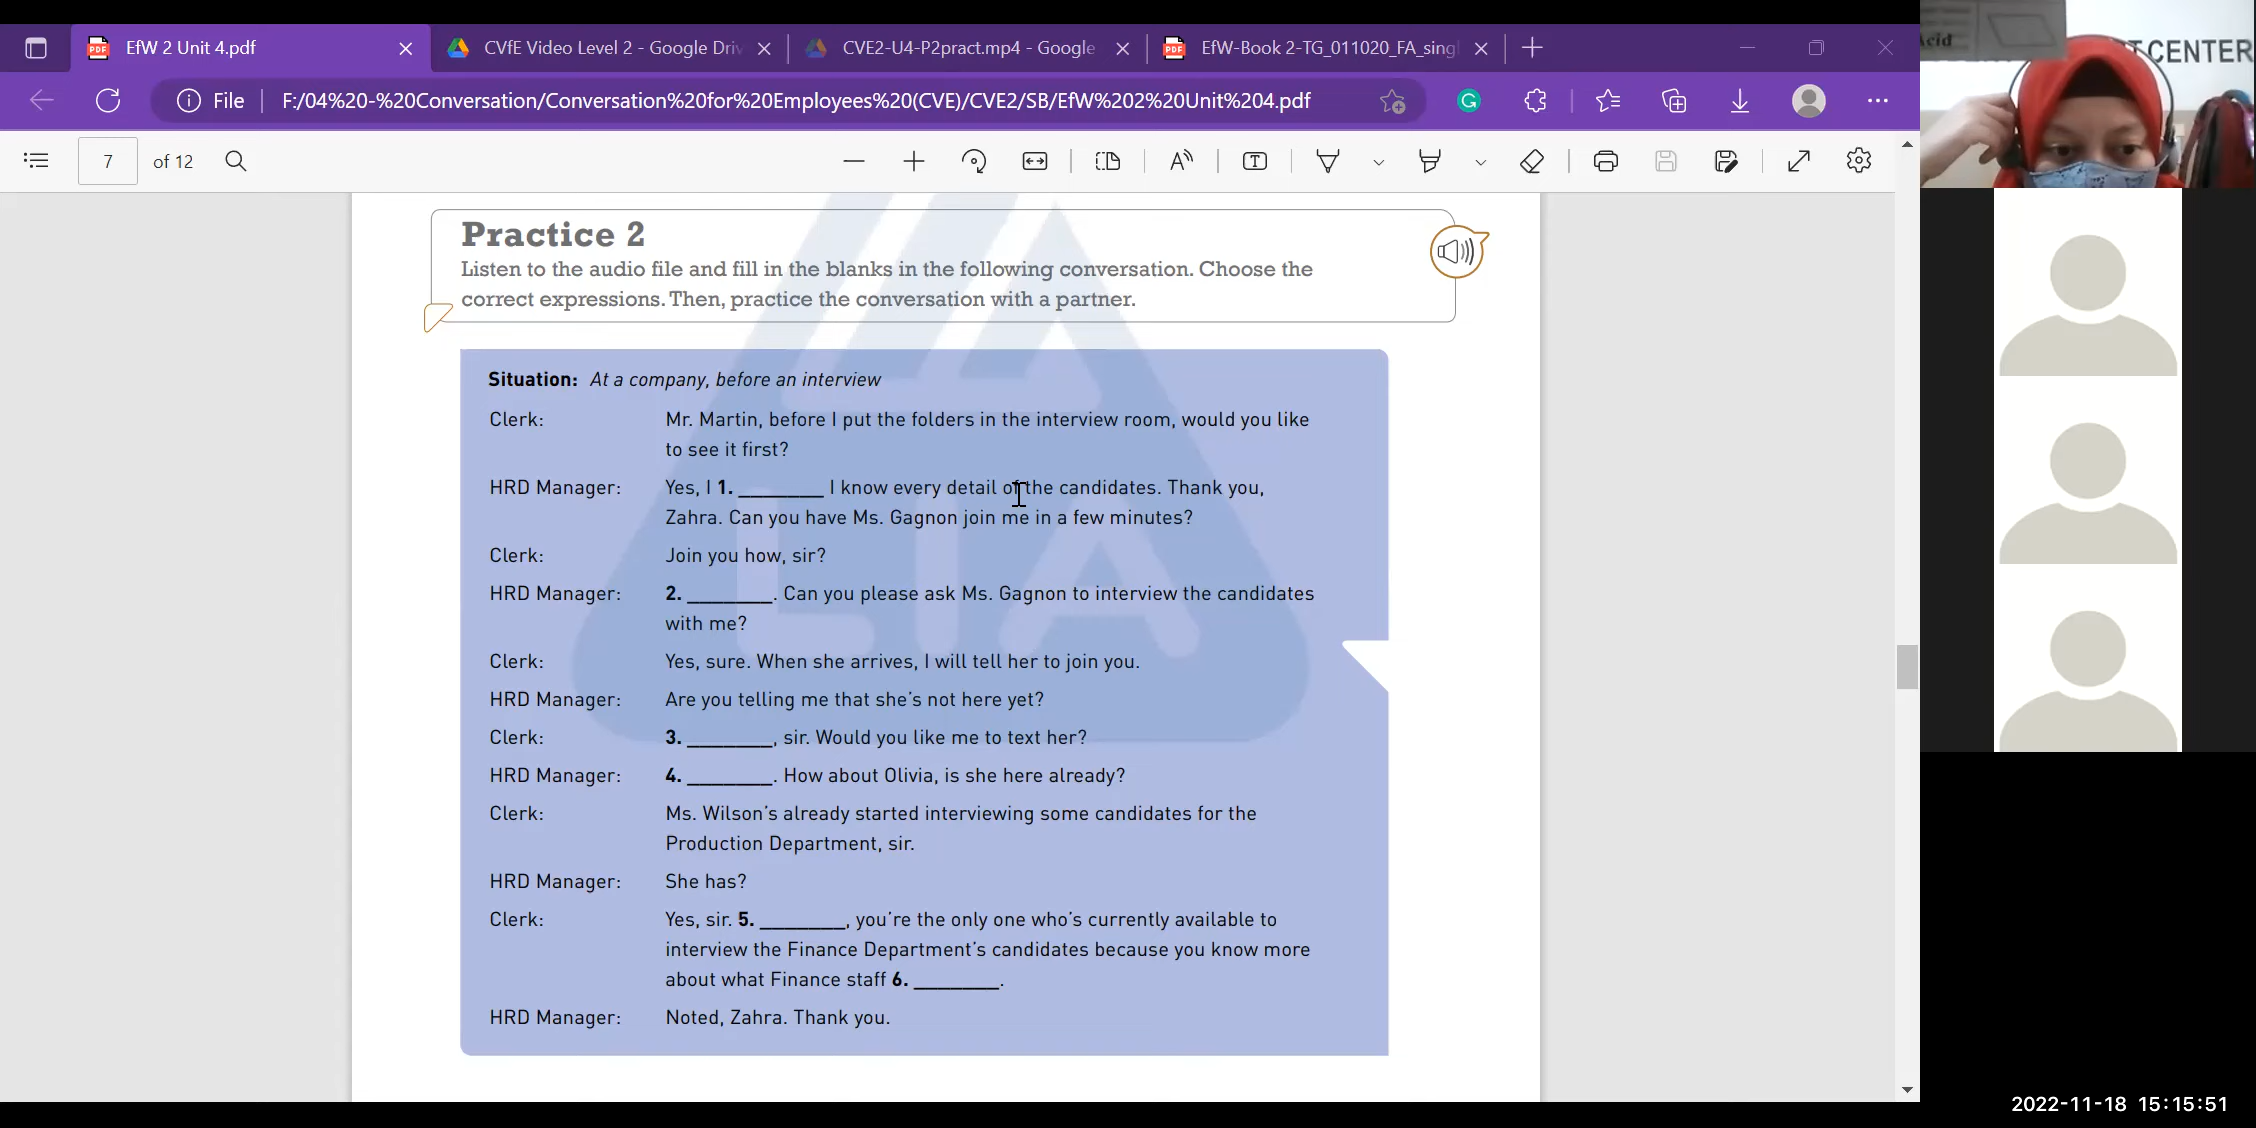 EfW 2 Unit 4.pdf
CVfE Video Level 2 - Google Driv
CVE2-U4-P2pract.mp4 - Google
EfW-Book 2-TG_011020_FA_singl
File
F:/04%20-%20Conversation/Conversation%20for%20Employees%20(CVE)/CVE2/SB/EfW%202%20Unit%204.pdf
7 of 12
Practice 2
Listen to the audio file and fill in the blanks in the following conversation. Choose the
correct expressions. Then, practice the conversation with a partner.
Situation: At a company, before an interview
Clerk: Mr. Martin, before I put the folders in the interview room, would you like
to see it first?
HRD Manager: Yes, I 1. ________ I know every detail of the candidates. Thank you,
Zahra. Can you have Ms. Gagnon join me in a few minutes?
Clerk: Join you how, sir?
HRD Manager: 2. ________. Can you please ask Ms. Gagnon to interview the candidates
with me?
Clerk: Yes, sure. When she arrives, I will tell her to join you.
HRD Manager: Are you telling me that she's not here yet?
Clerk: 3. ________, sir. Would you like me to text her?
HRD Manager: 4. ________. How about Olivia, is she here already?
Clerk: Ms. Wilson's already started interviewing some candidates for the
Production Department, sir.
HRD Manager: She has?
Clerk: Yes, sir. 5. ________, you're the only one who's currently available to
interview the Finance Department's candidates because you know more
about what Finance staff 6. ________.
HRD Manager: Noted, Zahra. Thank you.
LIA
T CENTER
2022-11-18 15:15:51